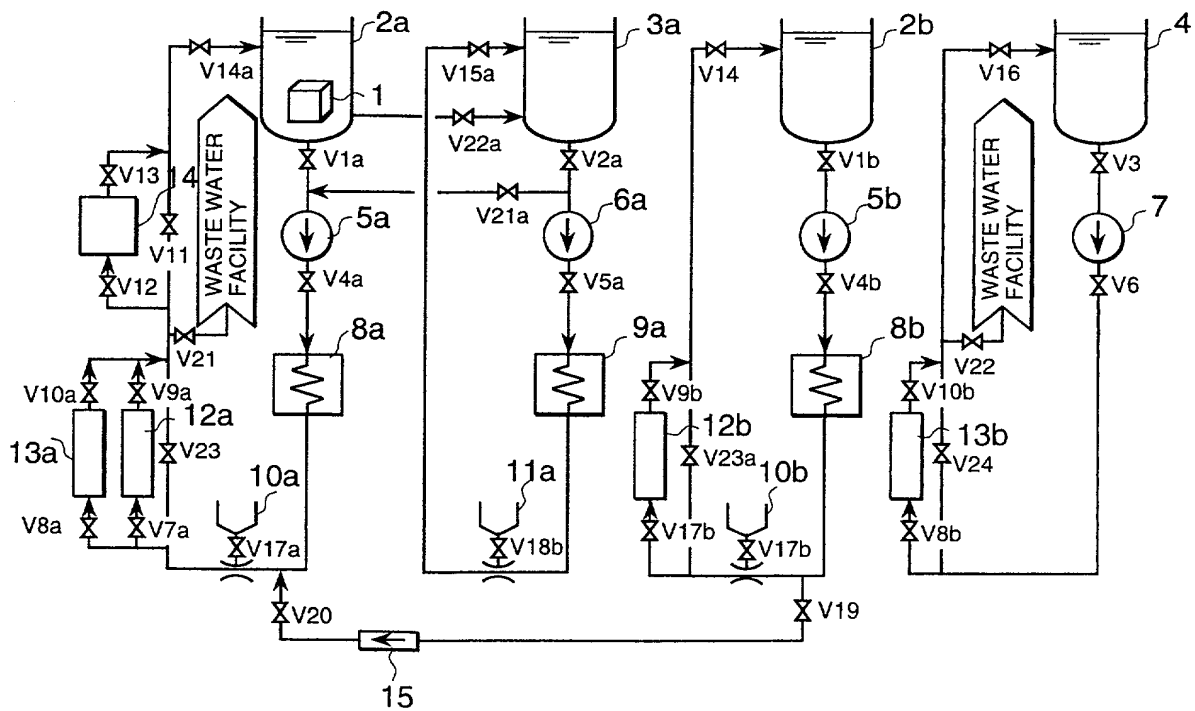 2a
3a
2b
4
V14a
V15a
V14
V16
1
V22a
V1a
V2a
V1b
V3
V13
14
WASTE WATER
FACILITY
V21a
WASTE WATER
FACILITY
5a
6a
5b
7
V11
V12
V4a
V5a
V4b
V6
V21
8a
9a
8b
V22
V10a
V9a
V9b
V10b
12a
13a
V23
12b
V23a
13b
V24
10a
11a
10b
V8a
V7a
V17a
V18b
V17b
V17b
V8b
V20
V19
15